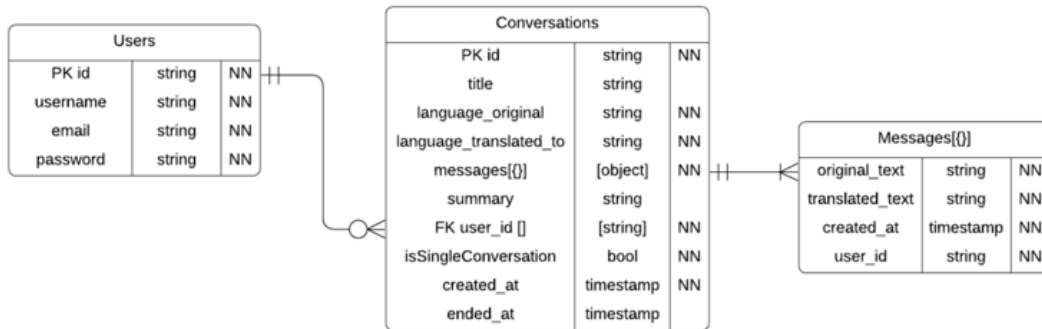 Users
PK id string NN
username string NN
email string NN
password string NN
Conversations
PK id string NN
title string
language_original string NN
language_translated_to string NN
messages[{}] [object] NN
summary string
FK user_id [] [string] NN
isSingleConversation bool NN
created_at timestamp NN
ended_at timestamp
Messages[{}]
original_text string NN
translated_text string NN
created_at timestamp NN
user_id string NN